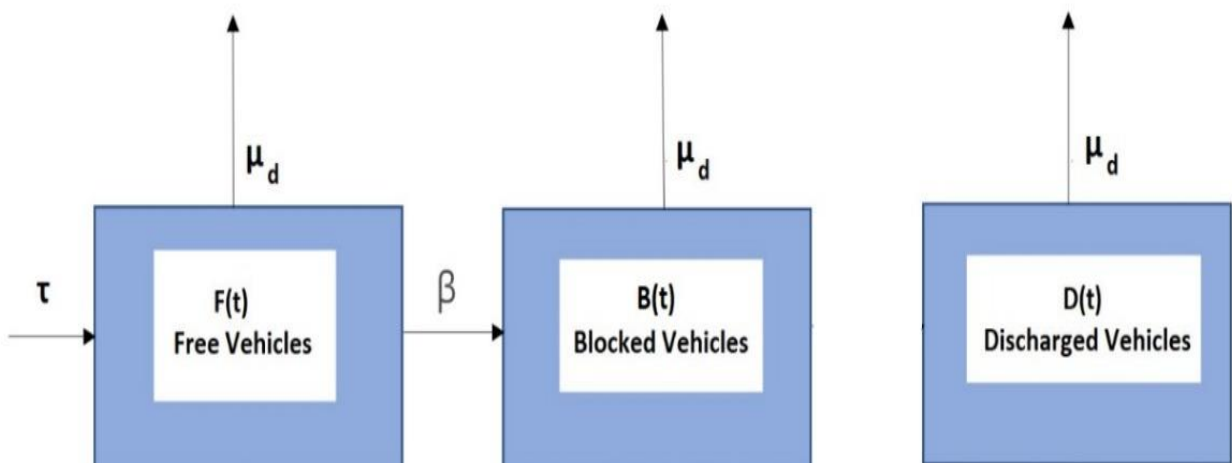 μ d
μ d
μ d
τ
F(t)
Free Vehicles
β
B(t)
Blocked Vehicles
D(t)
Discharged Vehicles